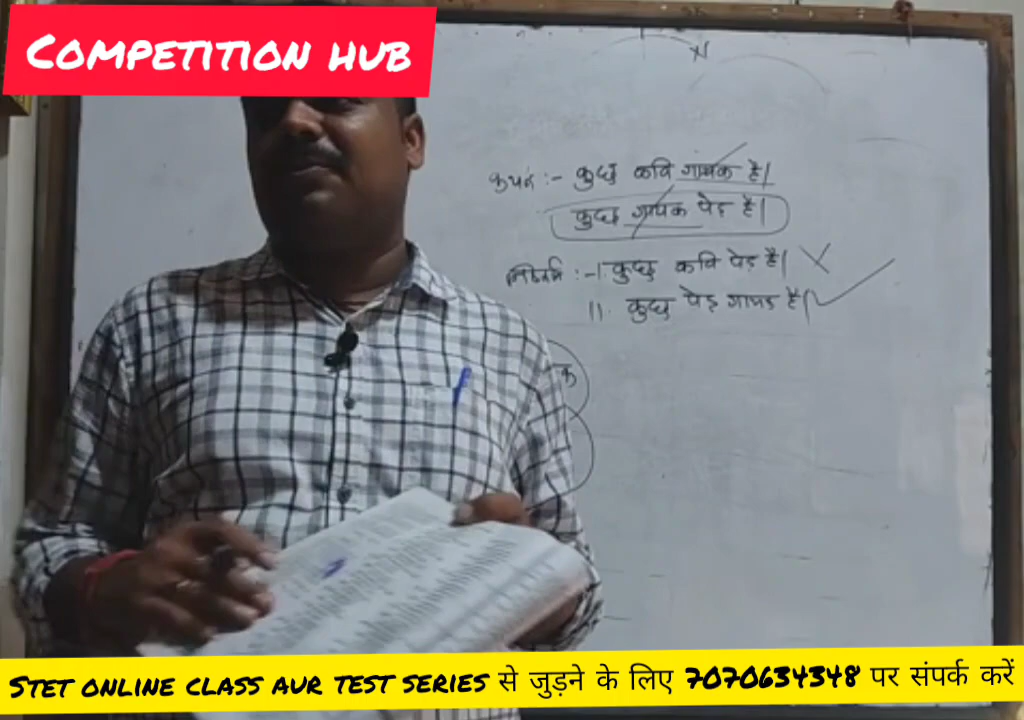 COMPETITION HUB
कथन :- कुछ कवि गायक है।
कुछ गायक पेड़ है।
:- I कुछ कवि पेड़ है। X
II. कुछ पेड़ गायक है। ✓
STET ONLINE CLASS AUR TEST SERIES से जुड़ने के लिए 7070634348 पर संपर्क करें